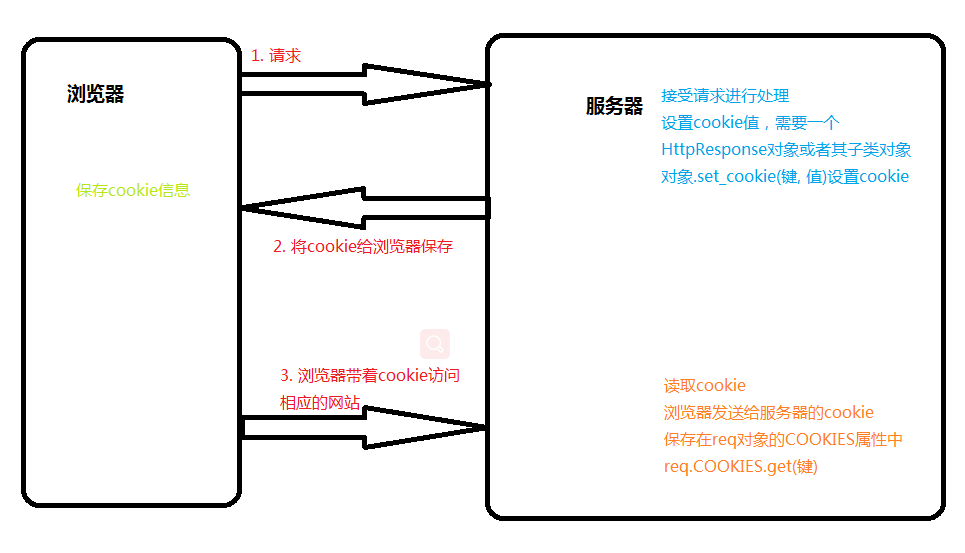 1. 请求
浏览器
服务器
接受请求进行处理
设置cookie值，需要一个
HttpResponse对象或者其子类对象
对象.set_cookie(键, 值)设置cookie
保存cookie信息
2. 将cookie给浏览器保存
3. 浏览器带着cookie访问
相应的网站
读取cookie
浏览器发送给服务器的cookie
保存在req对象的COOKIES属性中
req.COOKIES.get(键)